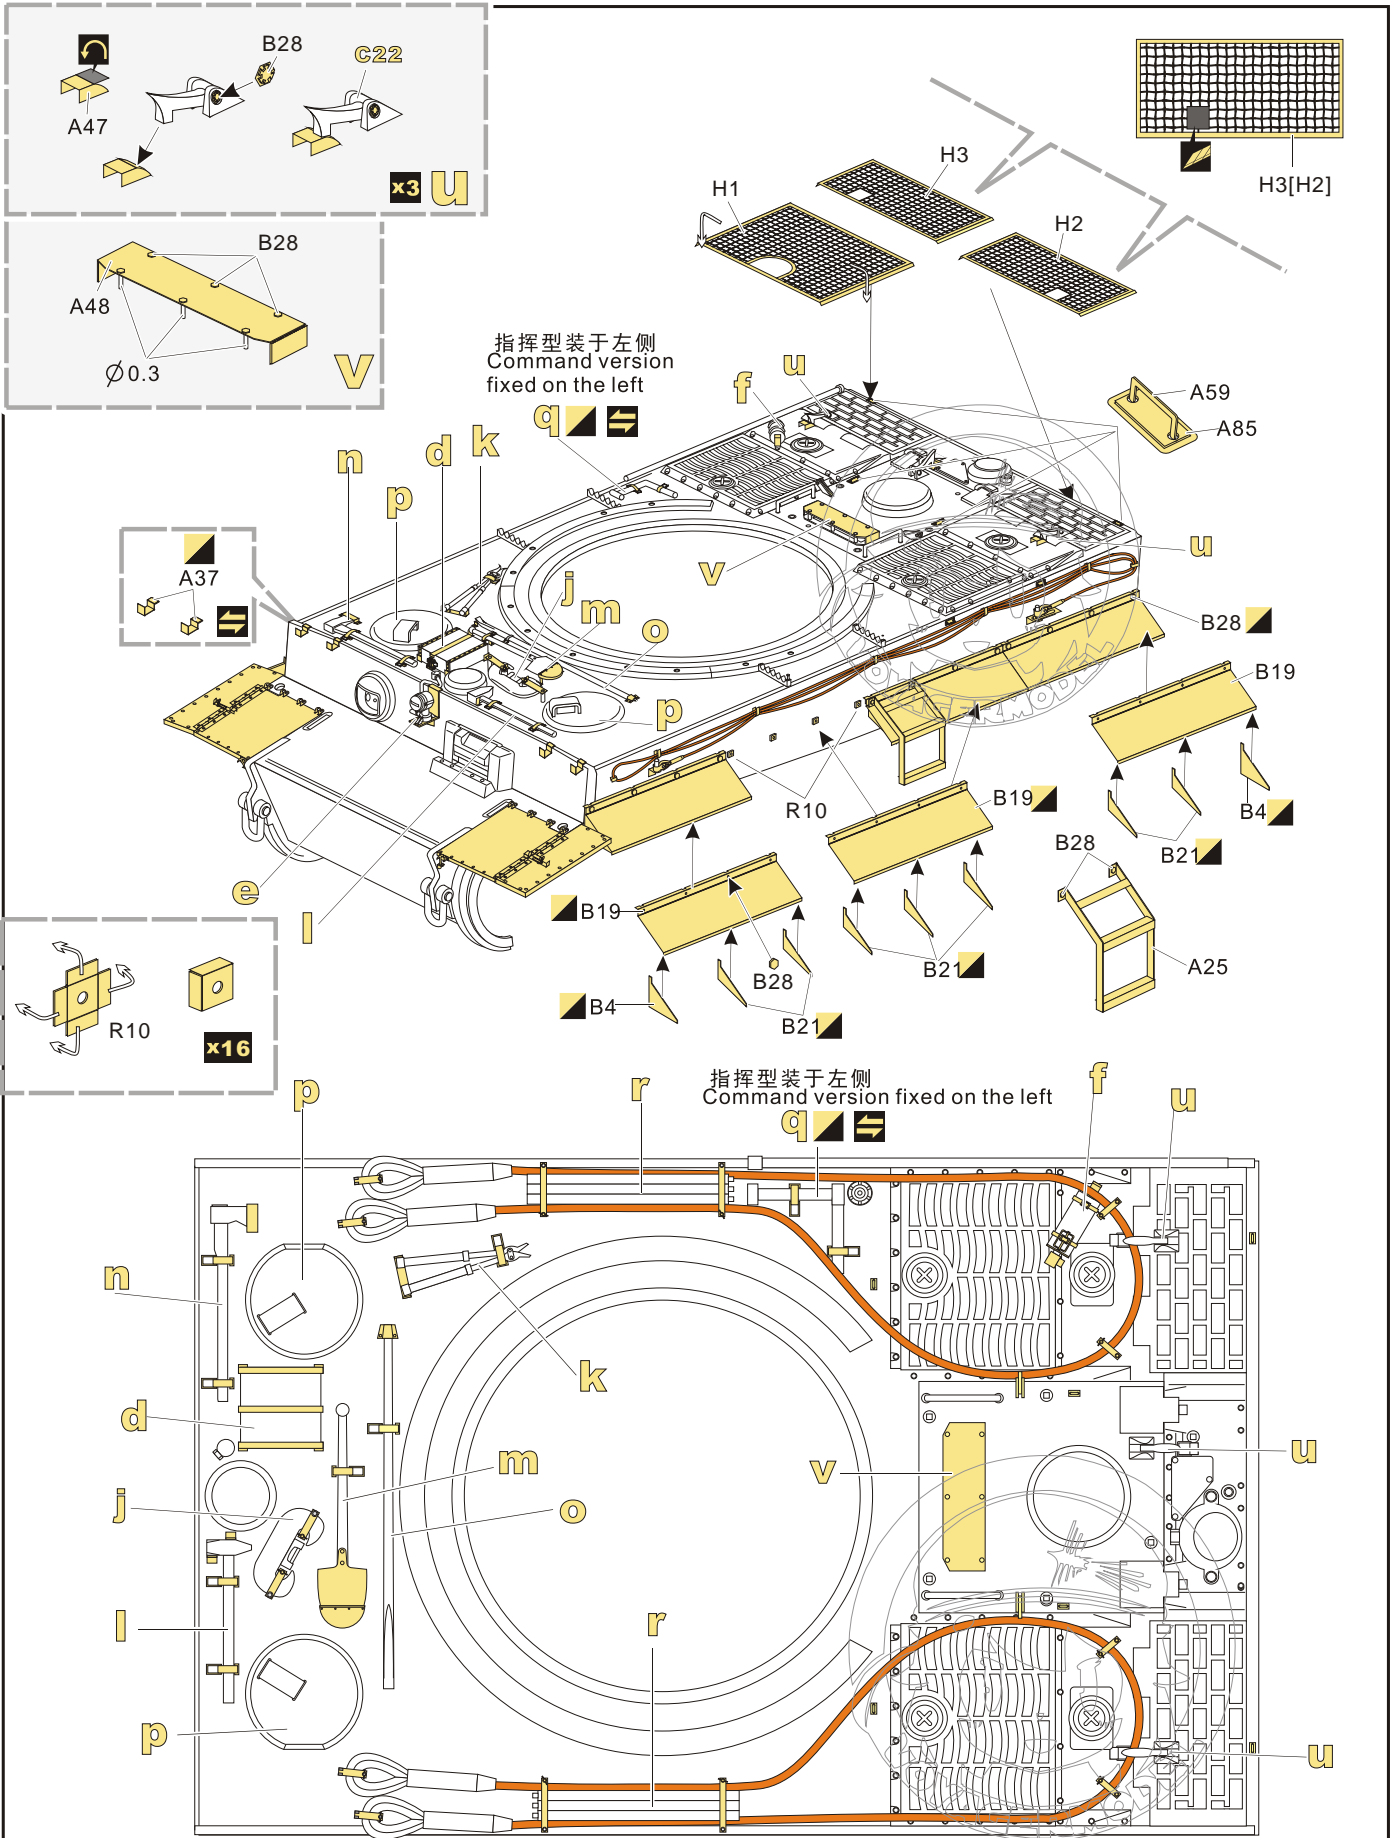 B28
C22
A47
x3 u
B28
A48
Ø0.3
v
H3
H1
H2
H3[H2]
指挥型装于左侧
Command version
fixed on the left
q
u
f
A59
A85
n
d
k
p
A37
j
m
o
v
u
p
B28
B19
R10
B19
B4
B21
B28
e
l
B19
B28
B21
A25
B4
B21
R10
x16
指挥型装于左侧
Command version fixed on the left
q
p
r
f
u
n
k
d
m
v
u
j
o
l
r
p
u